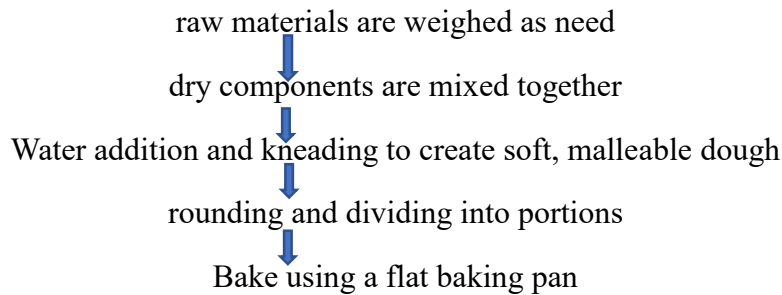 raw materials are weighed as need
dry components are mixed together
Water addition and kneading to create soft, malleable dough
rounding and dividing into portions
Bake using a flat baking pan